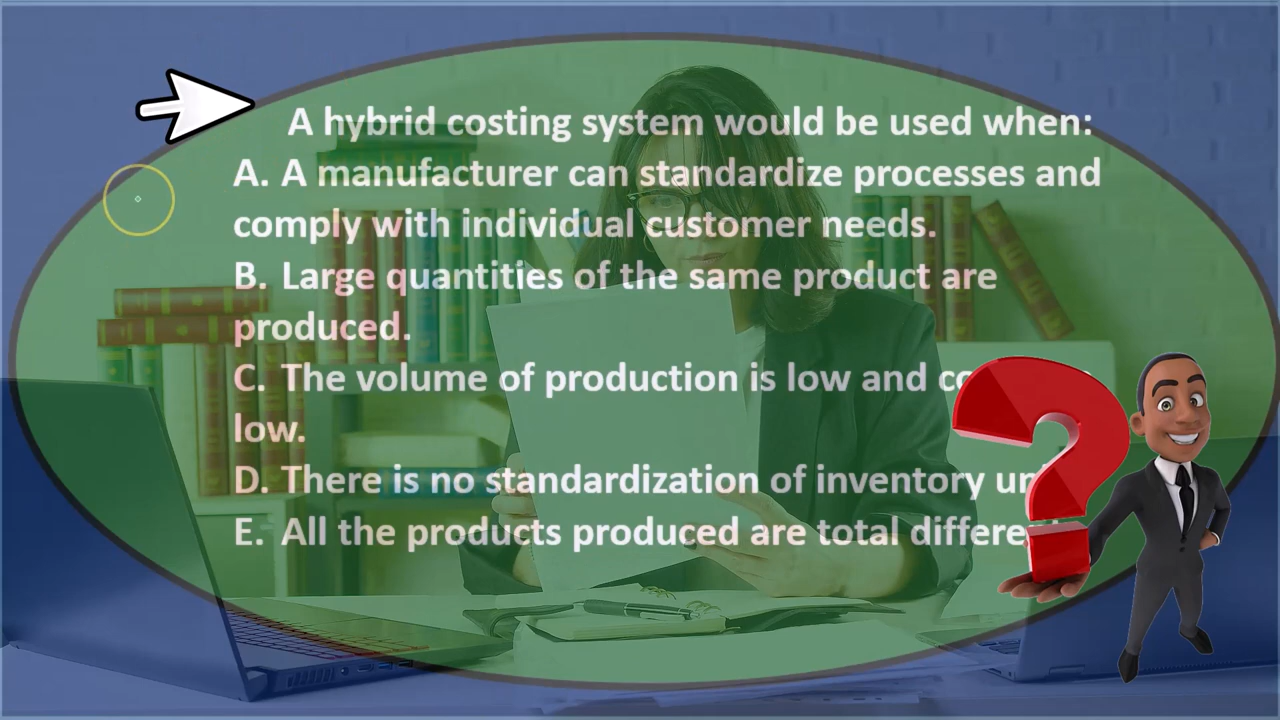 A hybrid costing system would be used when:
A. A manufacturer can standardize processes and
comply with individual customer needs.
B. Large quantities of the same product are
produced.
C. The volume of production is low and
low.
D. There is no standardization of inventory
E. All the products produced are total